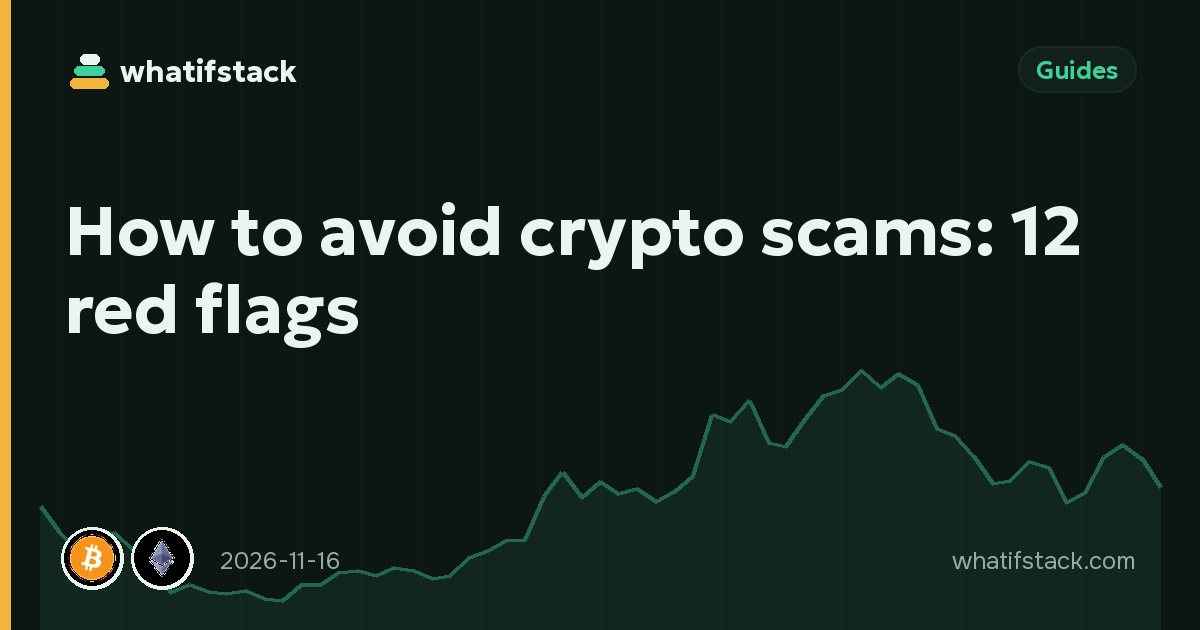 whatifstack
Guides
How to avoid crypto scams: 12
red flags
2026-11-16
whatifstack.com